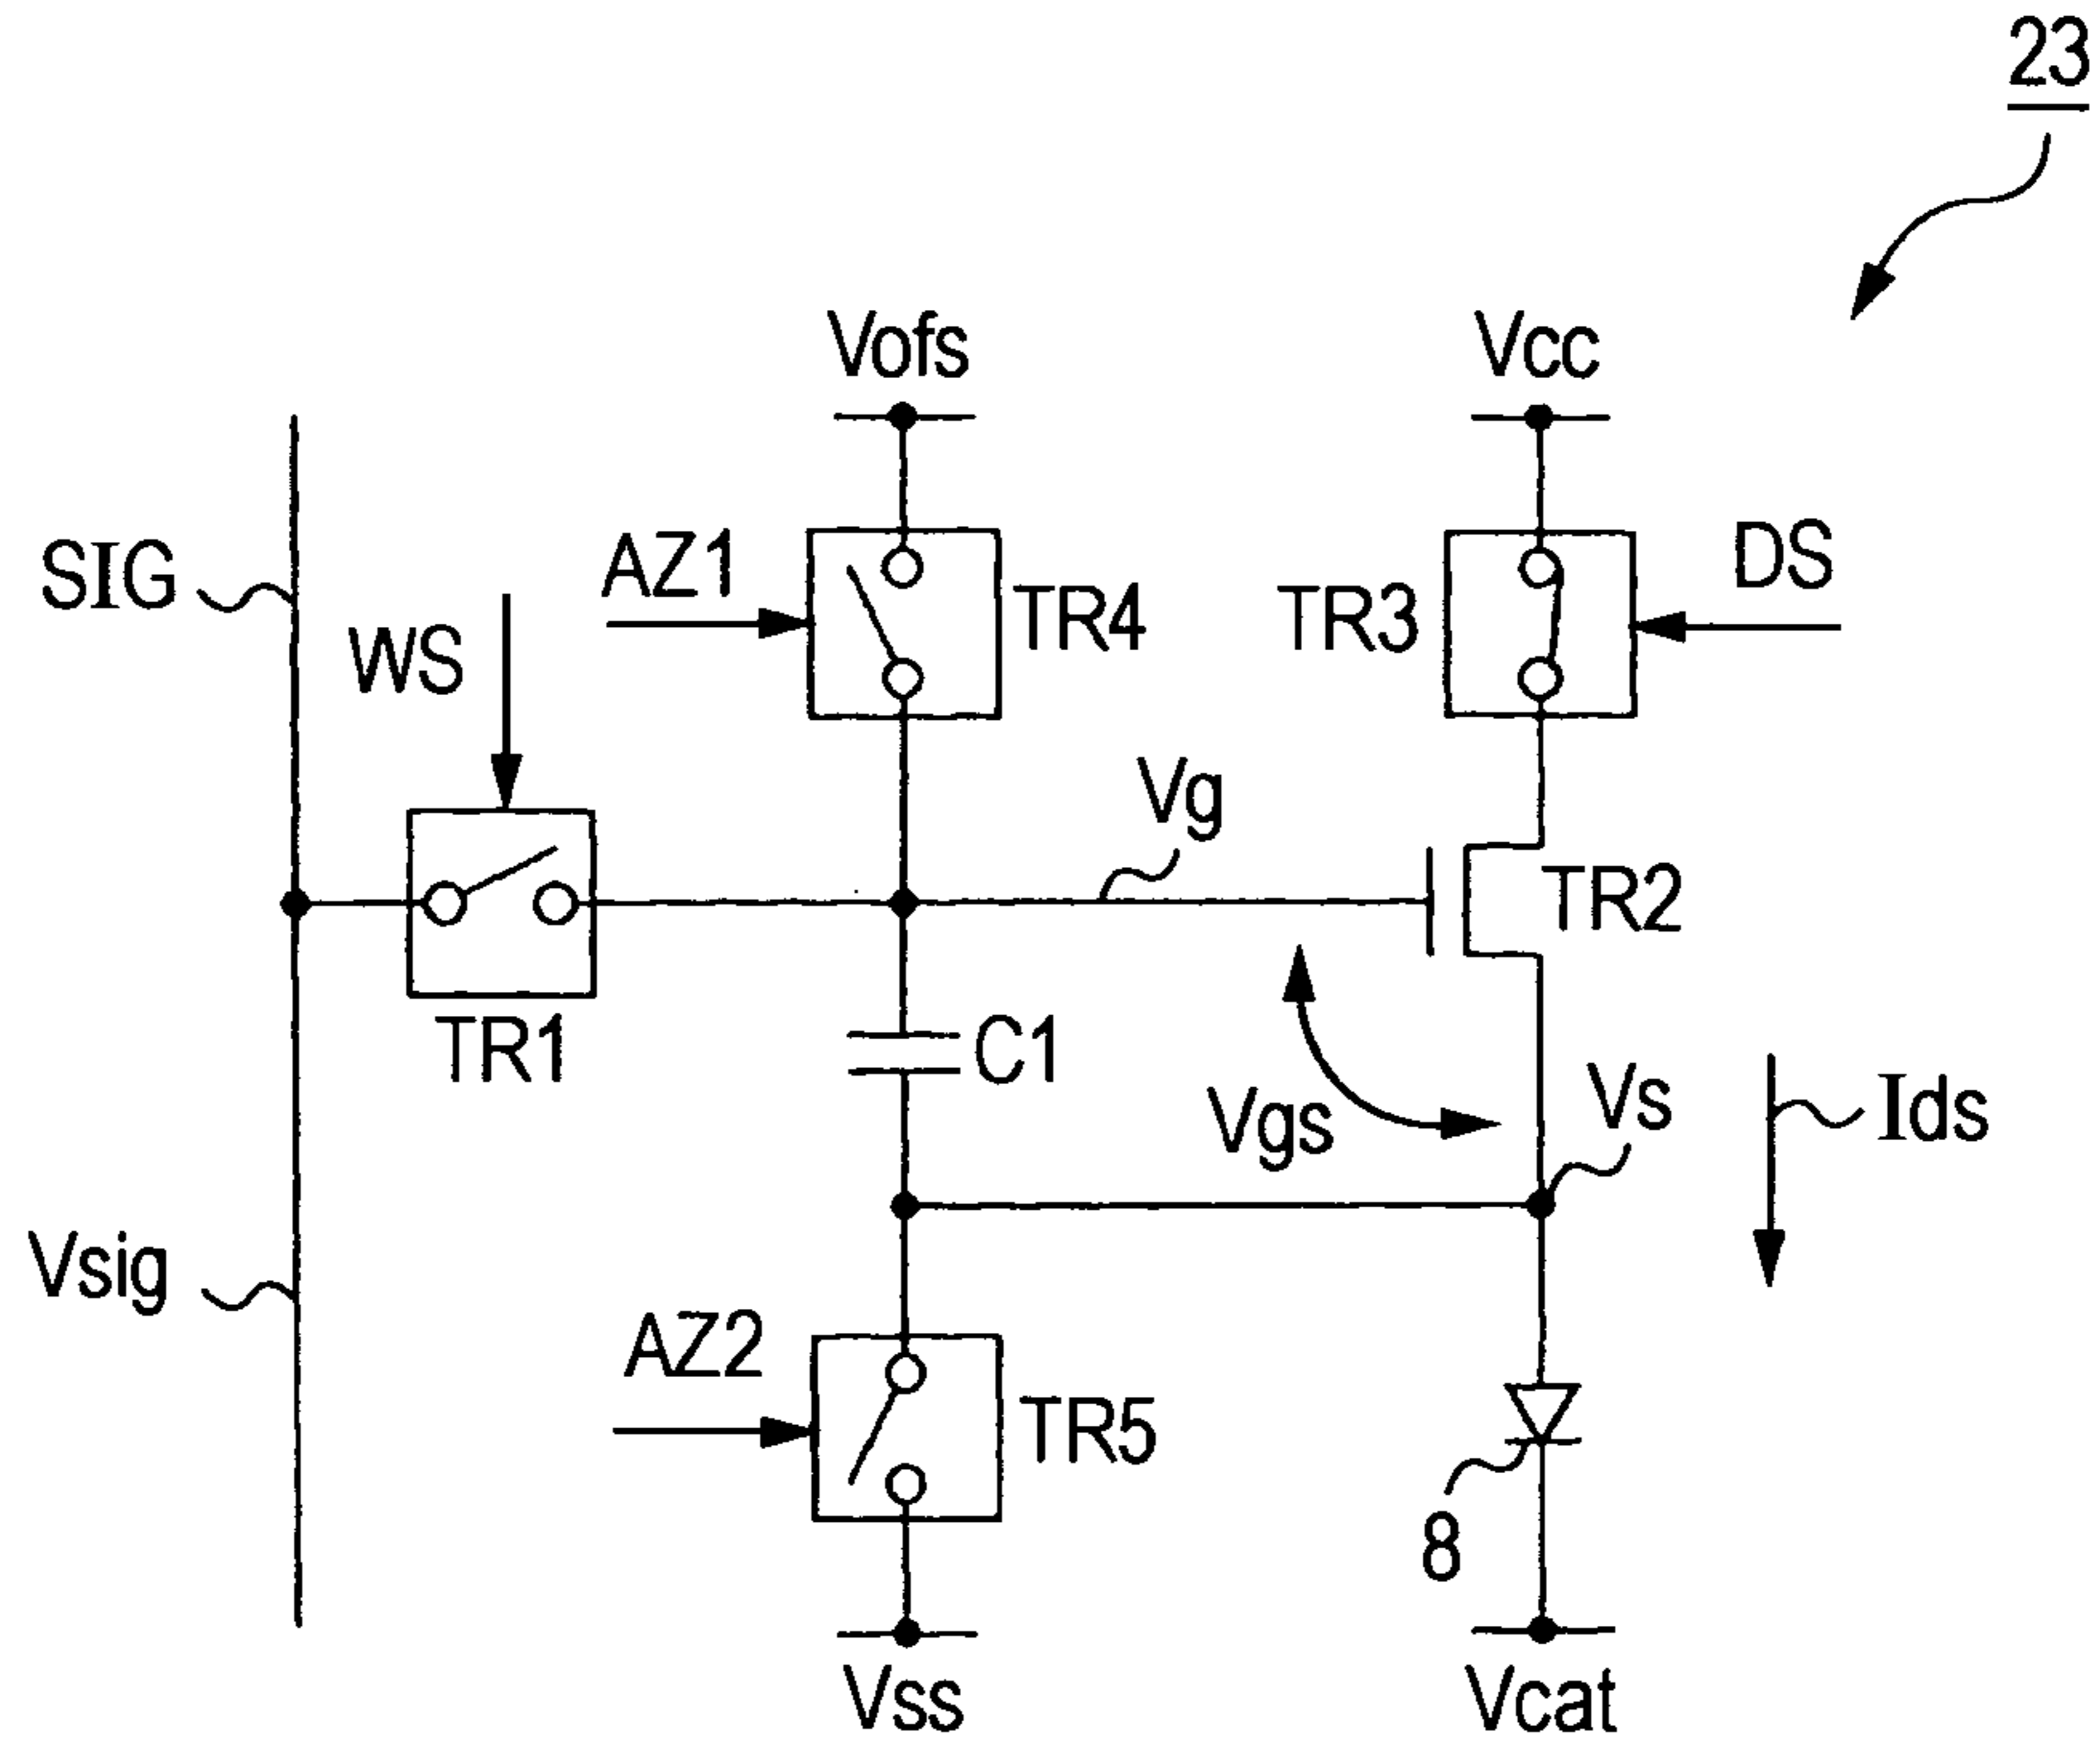 23
Vofs
Vcc
SIG
AZ1
DS
TR4
TR3
WS
Vg
TR2
TR1
C1
Vgs
Vs
Ids
Vsig
AZ2
TR5
8
Vss
Vcat